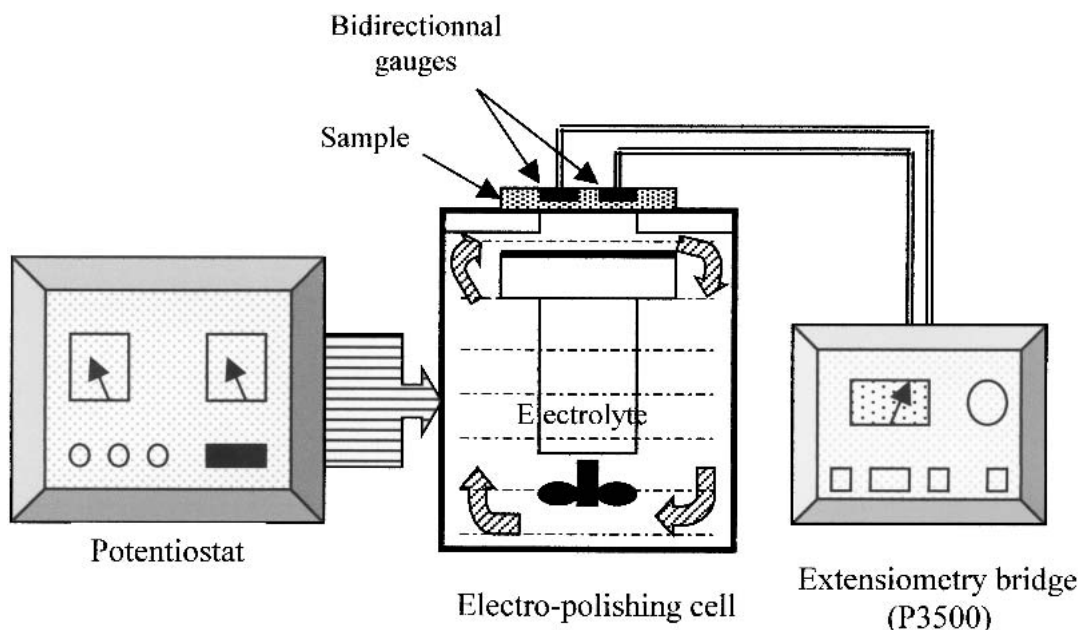 Bidirectionnal
gauges
Sample
Electrolyte
Potentiostat
Electro-polishing cell
Extensiometry bridge
(P3500)